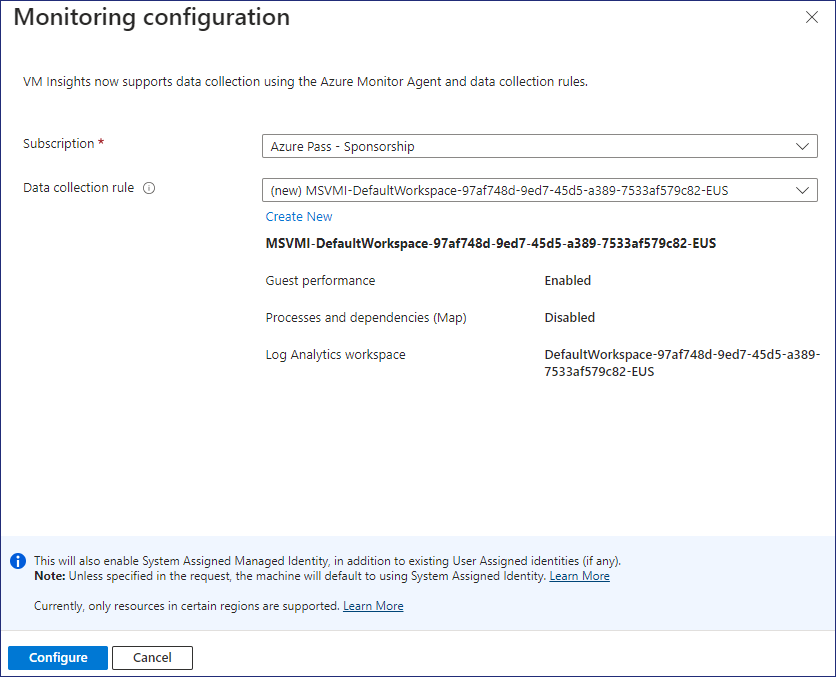 Monitoring configuration
VM Insights now supports data collection using the Azure Monitor Agent and data collection rules.
Subscription *
Azure Pass - Sponsorship
Data collection rule
(new) MSVMI-DefaultWorkspace-97af748d-9ed7-45d5-a389-7533af579c82-EUS
Create New
MSVMI-DefaultWorkspace-97af748d-9ed7-45d5-a389-7533af579c82-EUS
Guest performance Enabled
Processes and dependencies (Map) Disabled
Log Analytics workspace DefaultWorkspace-97af748d-9ed7-45d5-a389-
7533af579c82-EUS
This will also enable System Assigned Managed Identity, in addition to existing User Assigned identities (if any).
Note: Unless specified in the request, the machine will default to using System Assigned Identity. Learn More
Currently, only resources in certain regions are supported. Learn More
Configure Cancel